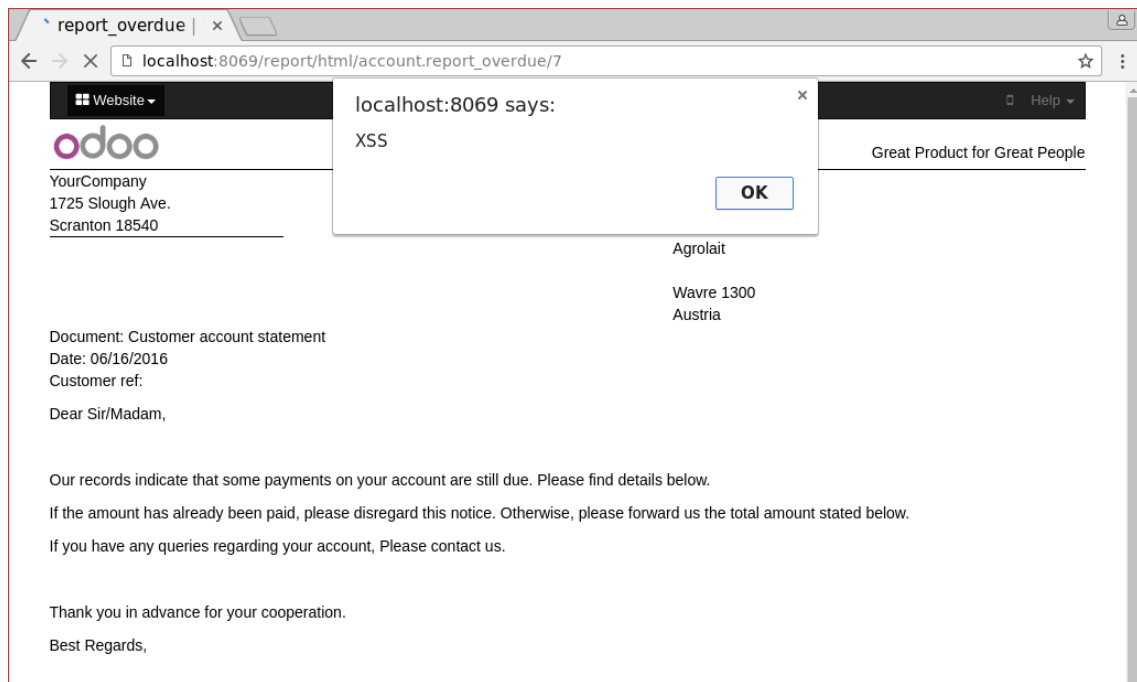 report_overdue |
localhost:8069/report/html/account.report_overdue/7
Website
Help
localhost:8069 says:
XSS
OK
odoo
Great Product for Great People
YourCompany
1725 Slough Ave.
Scranton 18540
Agrolait
Wavre 1300
Austria
Document: Customer account statement
Date: 06/16/2016
Customer ref:
Dear Sir/Madam,
Our records indicate that some payments on your account are still due. Please find details below.
If the amount has already been paid, please disregard this notice. Otherwise, please forward us the total amount stated below.
If you have any queries regarding your account, Please contact us.
Thank you in advance for your cooperation.
Best Regards,